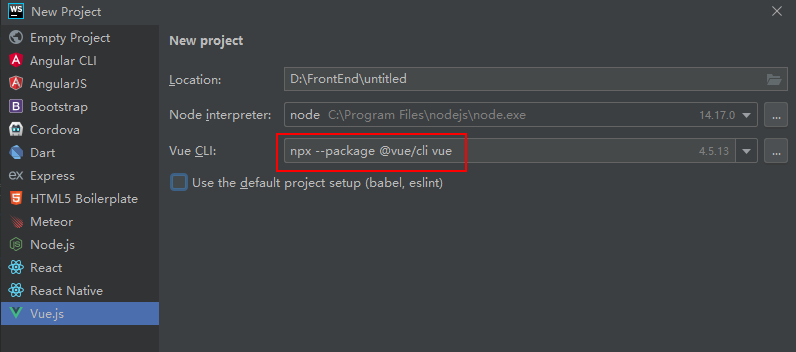 WS New Project
Empty Project
Angular CLI
AngularJS
Bootstrap
Cordova
Dart
Express
HTML5 Boilerplate
Meteor
Node.js
React
React Native
Vue.js
New project
Location: D:\FrontEnd\untitled
Node interpreter: node C:\Program Files\nodejs\node.exe 14.17.0 ...
Vue CLI: npx --package @vue/cli vue 4.5.13 ...
Use the default project setup (babel, eslint)